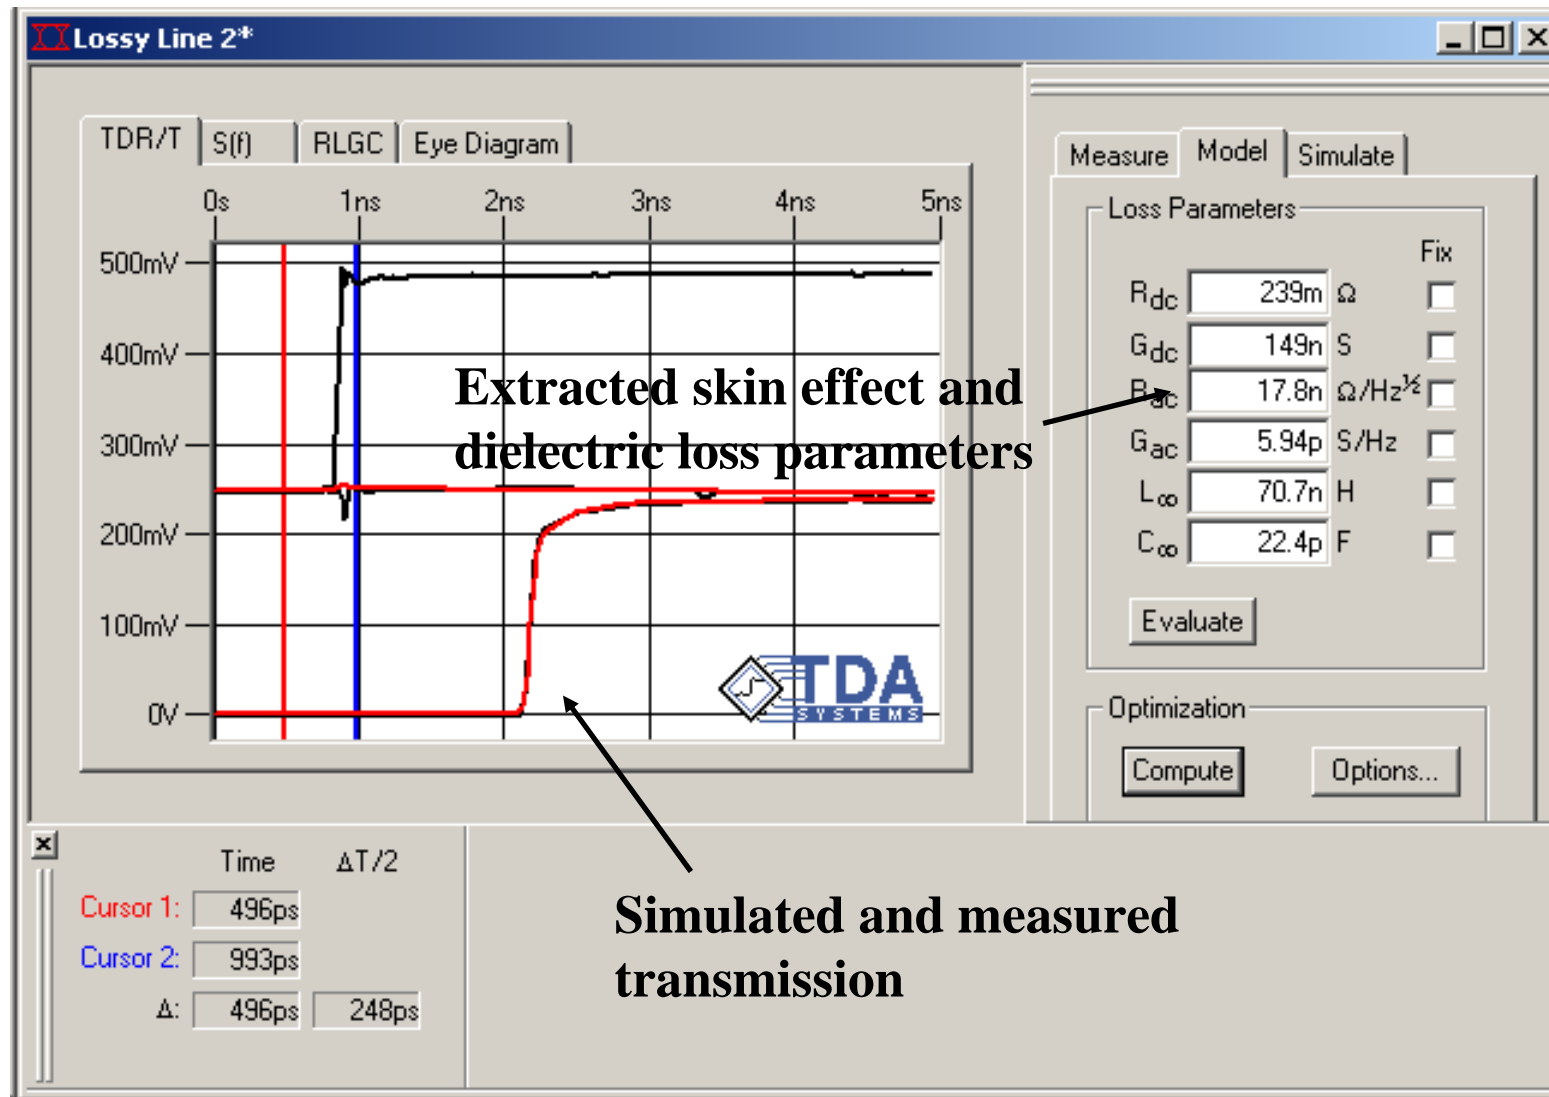 Lossy Line 2*
TDR/T S(f) RLGC Eye Diagram
0s 1ns 2ns 3ns 4ns 5ns
500mV
400mV
300mV
200mV
100mV
0V
Extracted skin effect and
dielectric loss parameters
TDA
SYSTEMS
Measure Model Simulate
Loss Parameters
Fix
Rdc 239m Ω
Gdc 149n S
Rac 17.8n Ω/Hz½
Gac 5.94p S/Hz
L∞ 70.7n H
C∞ 22.4p F
Evaluate
Optimization
Compute Options...
Time ΔT/2
Cursor 1: 496ps
Cursor 2: 993ps
Δ: 496ps 248ps
Simulated and measured
transmission